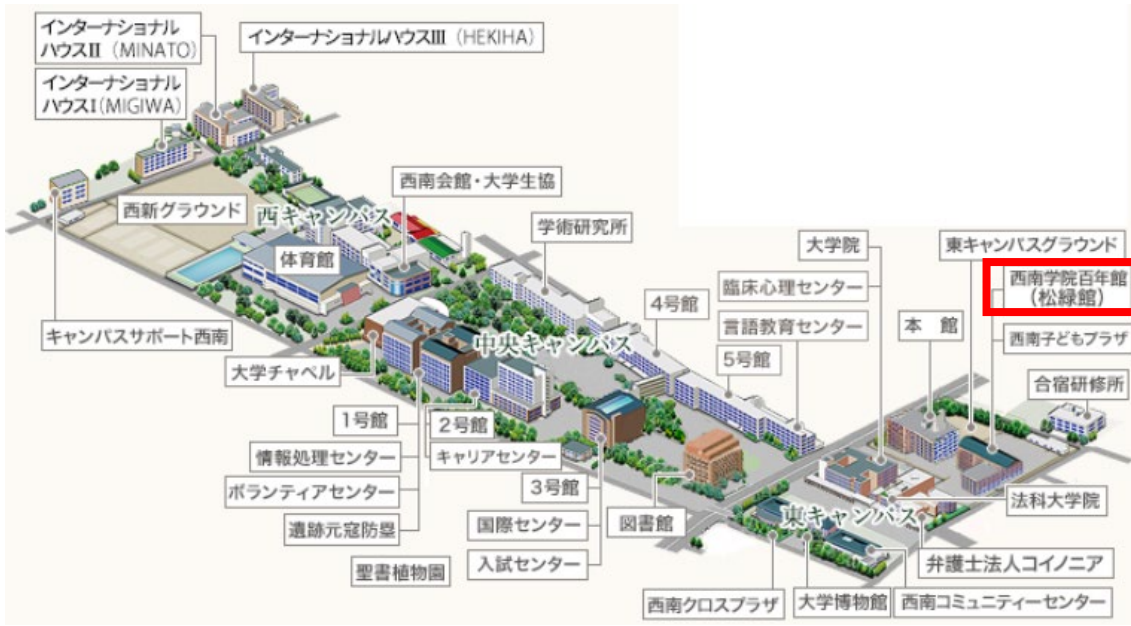 インターナショナル
ハウスⅡ（MINATO）
インターナショナルハウスⅢ（HEKIHA）
インターナショナル
ハウスⅠ(MIGIWA)
西南会館・大学生協
西新グラウンド
西キャンパス
学術研究所
大学院
東キャンパスグラウンド
体育館
臨床心理センター
西南学院百年館
（松緑館）
4号館
言語教育センター
本　館
キャンパスサポート西南
中央キャンパス
西南子どもプラザ
5号館
大学チャペル
合宿研修所
1号館
2号館
情報処理センター
キャリアセンター
ボランティアセンター
3号館
法科大学院
遺跡元寇防塁
国際センター
図書館
東キャンパス
聖書植物園
入試センター
弁護士法人コイノニア
西南クロスプラザ
大学博物館
西南コミュニティーセンター